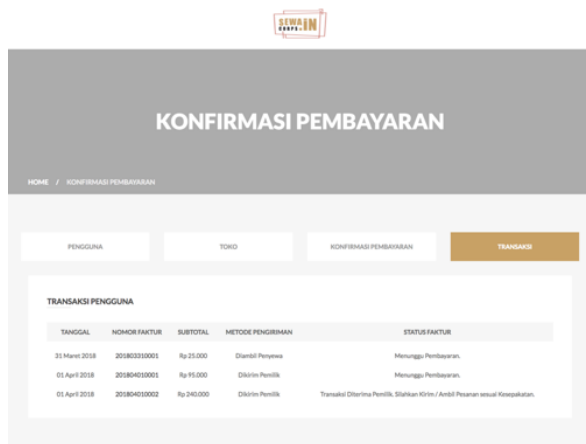 SEWAIN
CORPS
KONFIRMASI PEMBAYARAN
HOME / KONFIRMASI PEMBAYARAN
PENGGUNA TOKO KONFIRMASI PEMBAYARAN TRANSAKSI
TRANSAKSI PENGGUNA
TANGGAL NOMOR FAKTUR SUBTOTAL METODE PENGIRIMAN STATUS FAKTUR
31 Maret 2018 201803310001 Rp 25.000 Diambil Penyewa Menunggu Pembayaran.
01 April 2018 201804010001 Rp 95.000 Dikirim Pemilik Menunggu Pembayaran.
01 April 2018 201804010002 Rp 240.000 Dikirim Pemilik Transaksi Diterima Pemilik. Silahkan Kirim / Ambil Pesanan sesuai Kesepakatan.